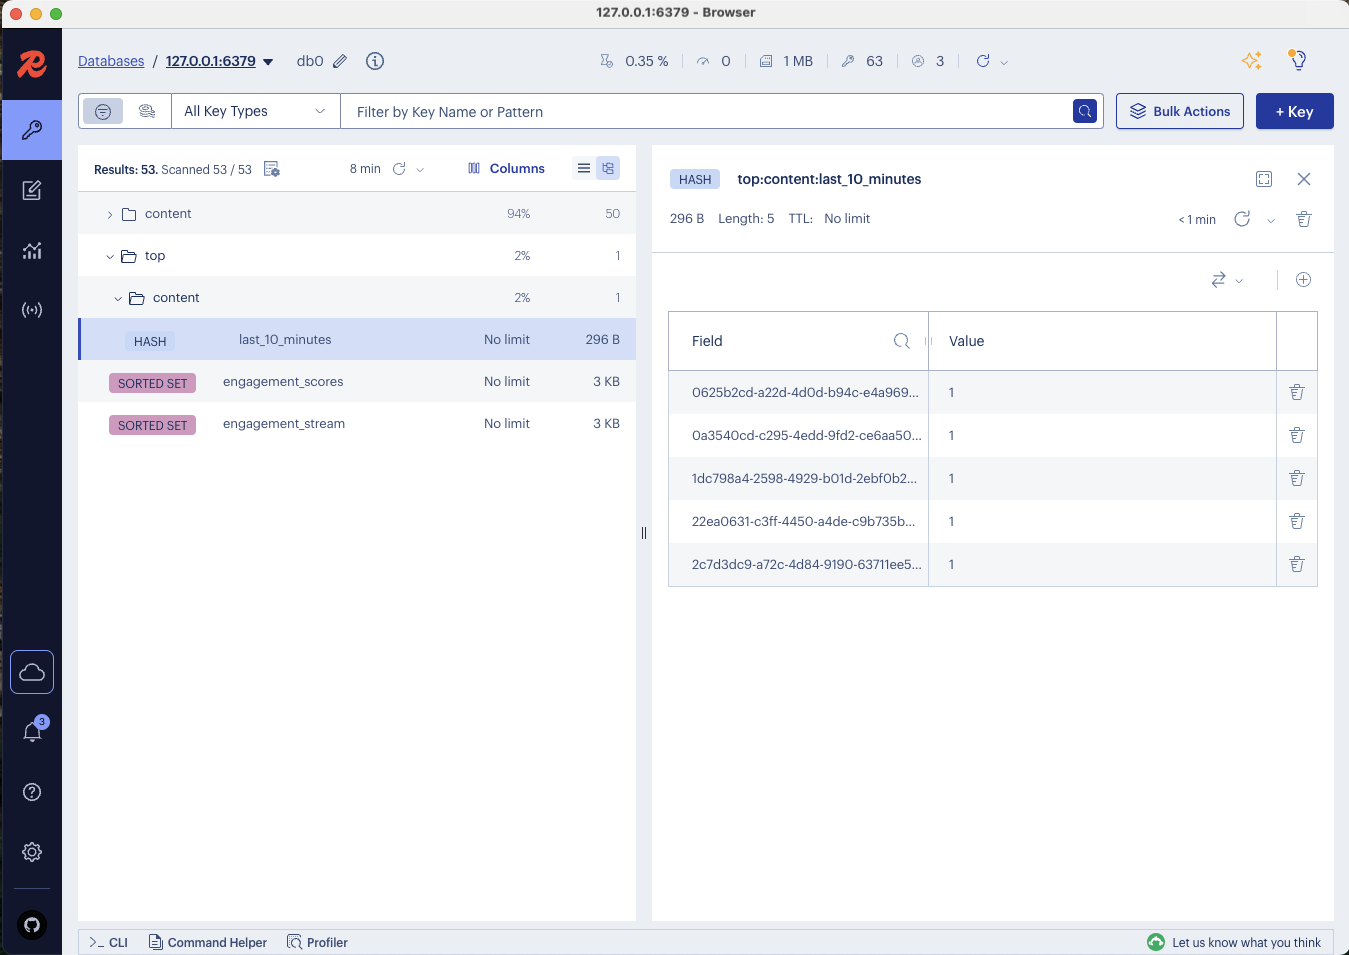 127.0.0.1:6379 - Browser
Databases / 127.0.0.1:6379 db0
0.35 % 0 1 MB 63 3
All Key Types Filter by Key Name or Pattern Bulk Actions + Key
Results: 53. Scanned 53 / 53 8 min Columns
content 94% 50
top 2% 1
content 2% 1
HASH last_10_minutes No limit 296 B
SORTED SET engagement_scores No limit 3 KB
SORTED SET engagement_stream No limit 3 KB
HASH top:content:last_10_minutes
296 B Length: 5 TTL: No limit < 1 min
Field Value
0625b2cd-a22d-4d0d-b94c-e4a969... 1
0a3540cd-c295-4edd-9fd2-ce6aa50... 1
1dc798a4-2598-4929-b01d-2ebf0b2... 1
22ea0631-c3ff-4450-a4de-c9b735b... 1
2c7d3dc9-a72c-4d84-9190-63711ee5... 1
3
>_ CLI Command Helper Profiler Let us know what you think